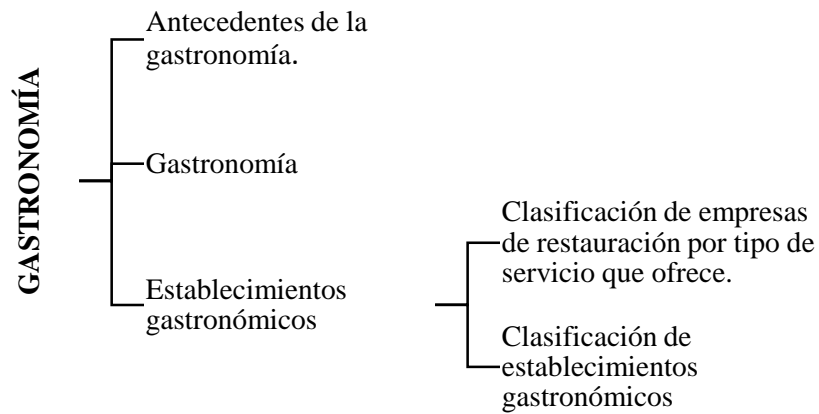 GASTRONOMÍA
Antecedentes de la
gastronomía.
Gastronomía
Establecimientos
gastronómicos
Clasificación de empresas
de restauración por tipo de
servicio que ofrece.
Clasificación de
establecimientos
gastronómicos